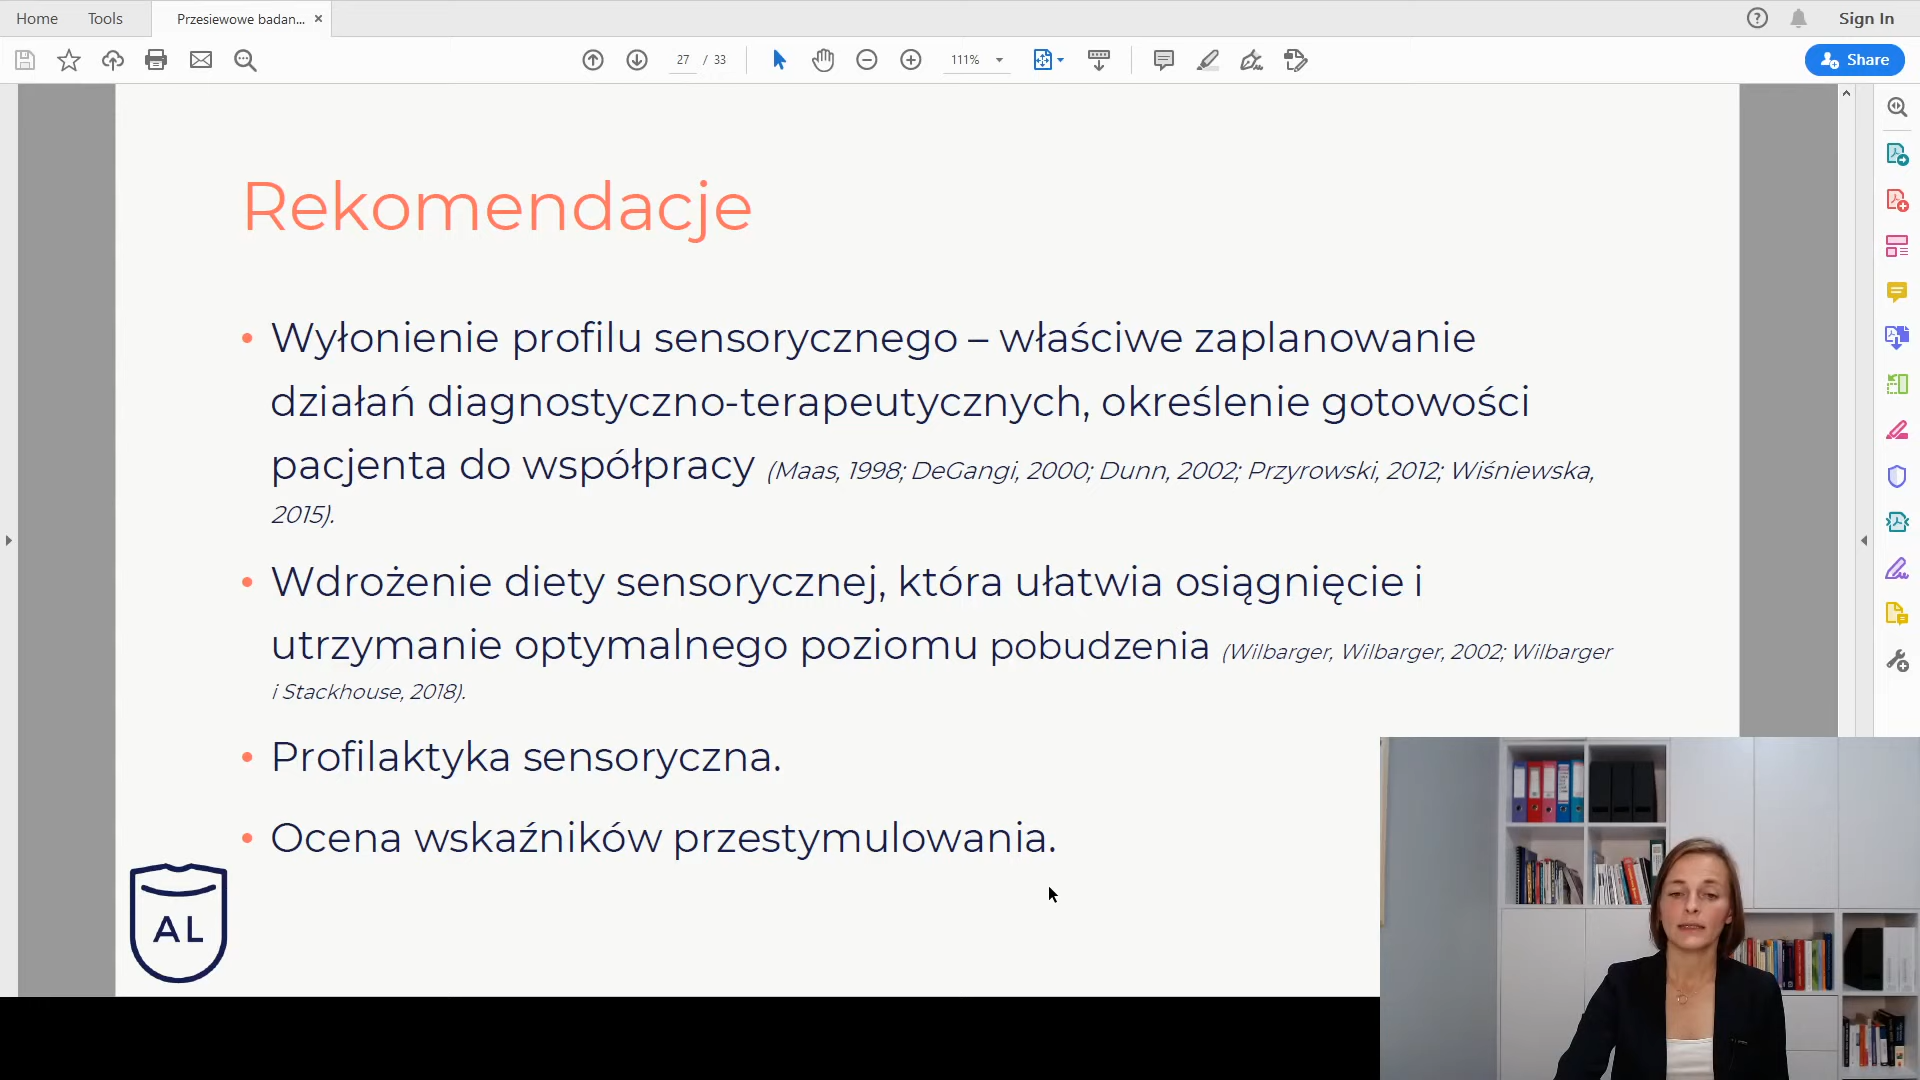 Home Tools Przesiewowe badan... × Sign In
27 / 33 111% Share
Rekomendacje
• Wyłonienie profilu sensorycznego – właściwe zaplanowanie
działań diagnostyczno-terapeutycznych, określenie gotowości
pacjenta do współpracy (Maas, 1998; DeGangi, 2000; Dunn, 2002; Przyrowski, 2012; Wiśniewska,
2015).
• Wdrożenie diety sensorycznej, która ułatwia osiągnięcie i
utrzymanie optymalnego poziomu pobudzenia (Wilbarger, Wilbarger, 2002; Wilbarger
i Stackhouse, 2018).
• Profilaktyka sensoryczna.
• Ocena wskaźników przestymulowania.
AL